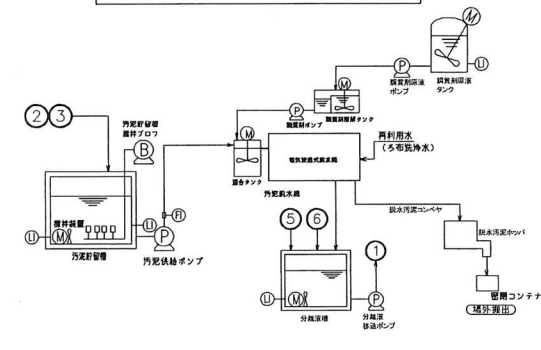 M
P
LI
調質剤原液
ポンプ
調質剤原液
タンク
M
調質剤溶解タンク
P
調質剤ポンプ
② ③
汚泥貯留槽
撹拌ブロワ
B
M
混合タンク
電気浸透式脱水機
汚泥脱水機
再利用水
(ろ布洗浄水)
FI
撹拌装置
LI
M
LI
P
汚泥貯留槽
汚泥供給ポンプ
脱水汚泥コンベヤ
脱水汚泥ホッパ
⑤ ⑥ ①
LI
M
P
分離液槽
分離液
移送ポンプ
密閉コンテナ
場外搬出